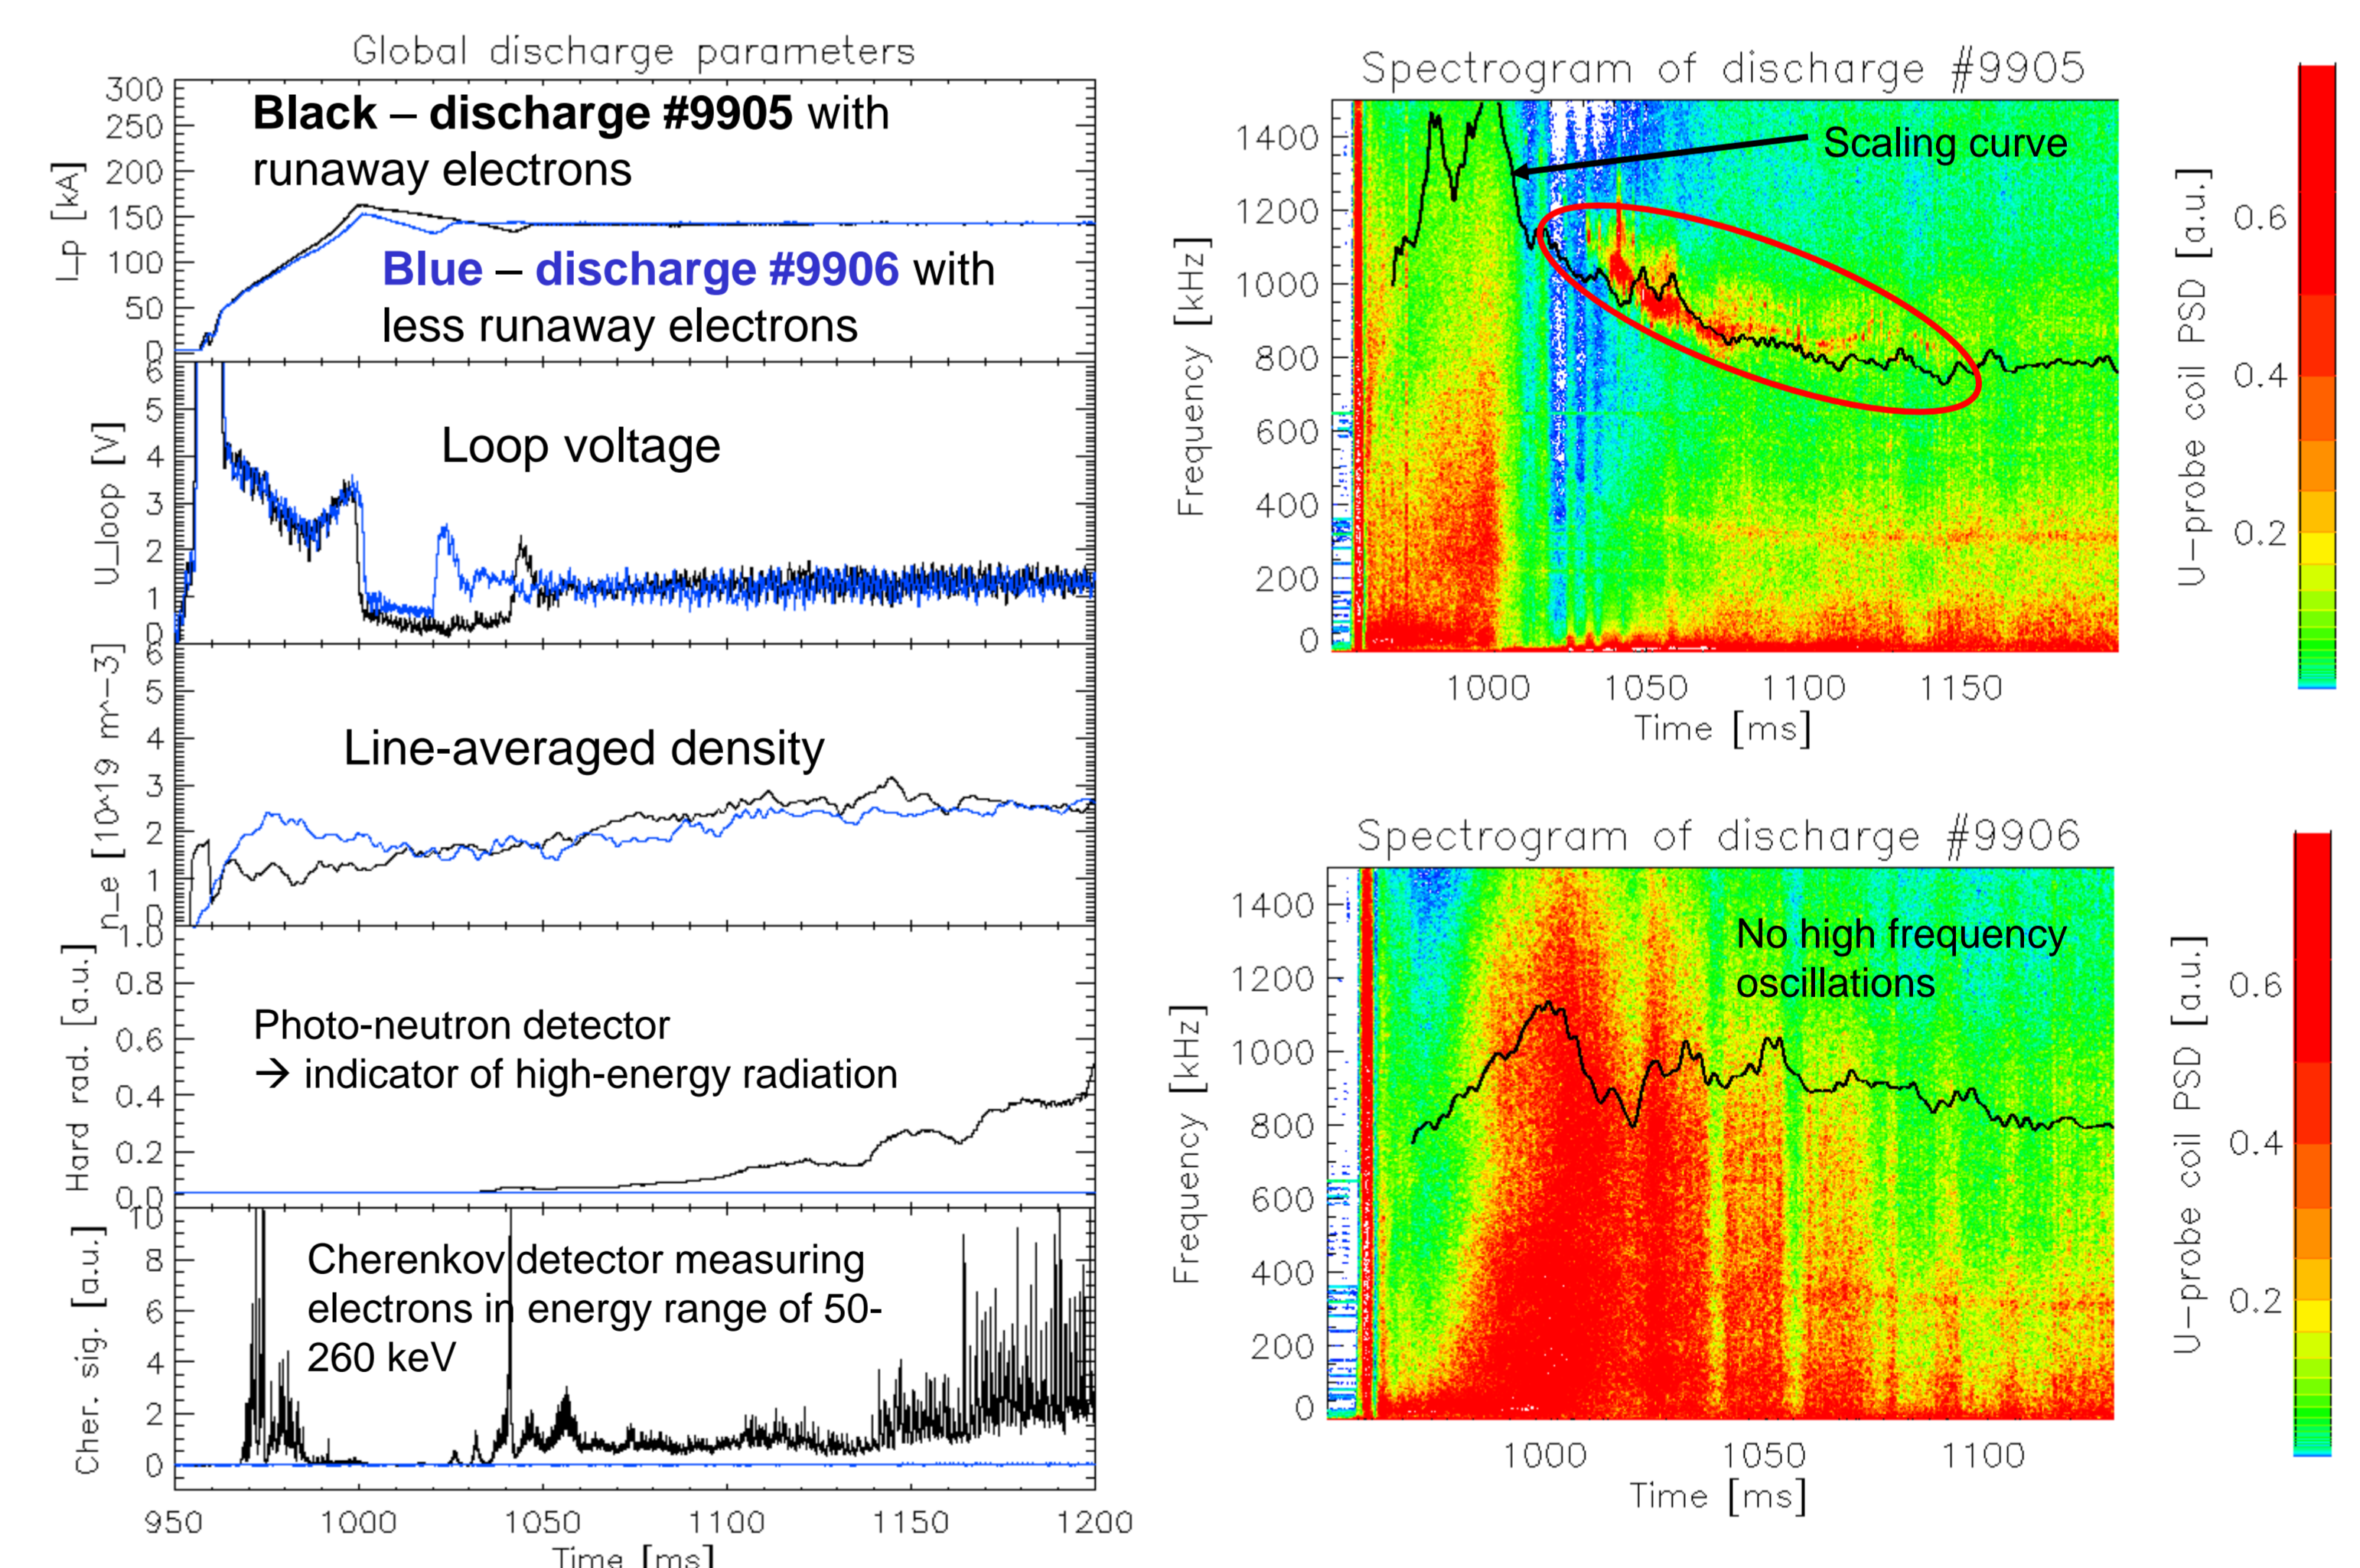 Global discharge parameters
300
250
200
150
100
50
0
I_p [kA]
Black – discharge #9905 with
runaway electrons
Blue – discharge #9906 with
less runaway electrons
6
5
4
3
2
1
0
U_loop [V]
Loop voltage
6
5
4
3
2
1
0
n_e [10^19 m^-3]
Line-averaged density
1.0
0.8
0.6
0.4
0.2
0.0
Hard rad. [a.u.]
Photo-neutron detector
→ indicator of high-energy radiation
10
8
6
4
2
0
Cher. sig. [a.u.]
Cherenkov detector measuring
electrons in energy range of 50-
260 keV
950 1000 1050 1100 1150 1200
Time [ms]
Spectrogram of discharge #9905
1400
1200
1000
800
600
400
200
0
Frequency [kHz]
Scaling curve
1000 1050 1100 1150
Time [ms]
U-probe coil PSD [a.u.]
0.6
0.4
0.2
Spectrogram of discharge #9906
1400
1200
1000
800
600
400
200
0
Frequency [kHz]
No high frequency
oscillations
1000 1050 1100
Time [ms]
U-probe coil PSD [a.u.]
0.6
0.4
0.2